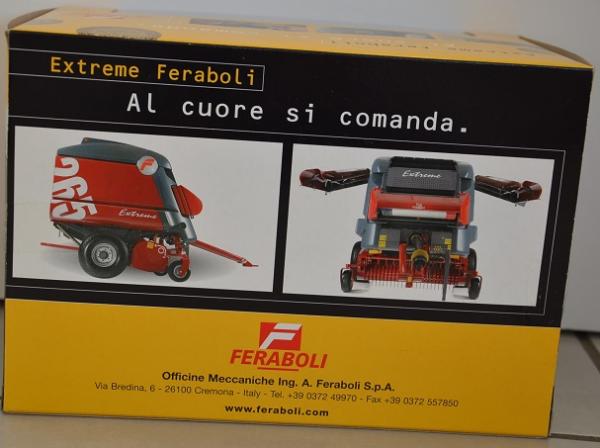 Extreme Feraboli
Al cuore si comanda.
265
Extreme
Extreme
FERABOLI
Officine Meccaniche Ing. A. Feraboli S.p.A.
Via Bredina, 6 - 26100 Cremona - Italy - Tel. +39 0372 49970 - Fax +39 0372 557850
www.feraboli.com